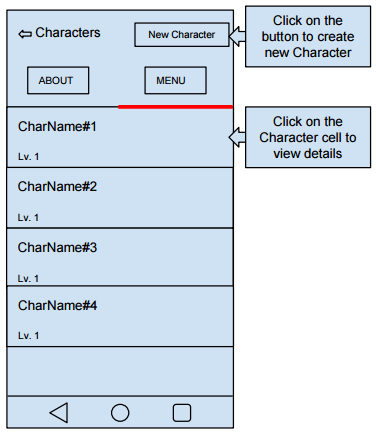 Characters
New Character
ABOUT
MENU
CharName#1
Lv. 1
CharName#2
Lv. 1
CharName#3
Lv. 1
CharName#4
Lv. 1
Click on the
button to create
new Character
Click on the
Character cell to
view details